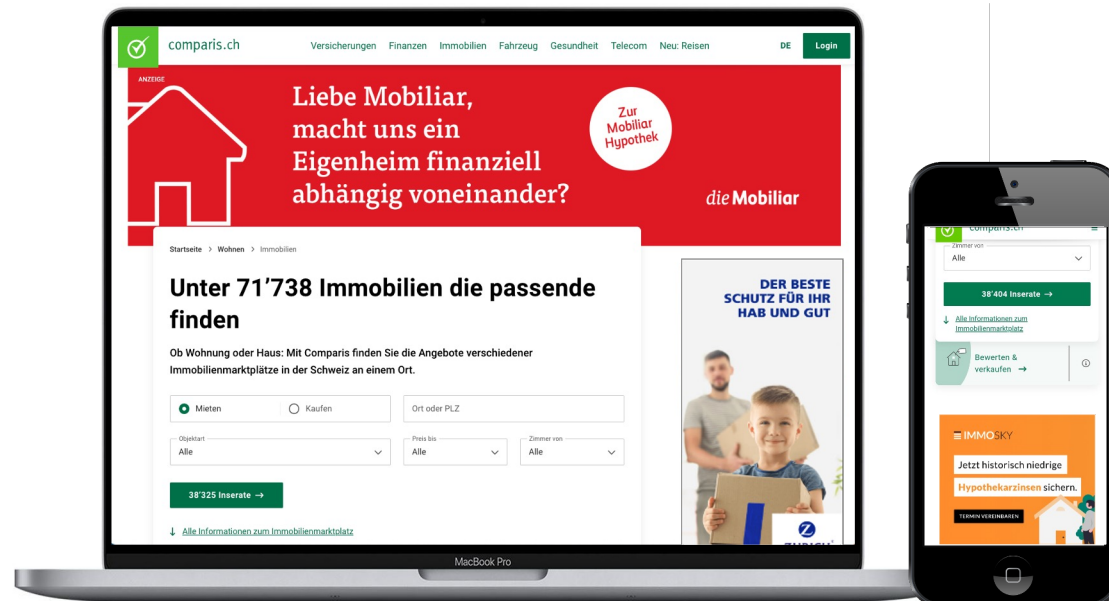 comparis.ch
Versicherungen Finanzen Immobilien Fahrzeug Gesundheit Telecom Neu: Reisen
DE
Login
ANZEIGE
Liebe Mobiliar,
macht uns ein
Eigenheim finanziell
abhängig voneinander?
Zur
Mobiliar
Hypothek
die Mobiliar
Startseite > Wohnen > Immobilien
Unter 71’738 Immobilien die passende
finden
Ob Wohnung oder Haus: Mit Comparis finden Sie die Angebote verschiedener
Immobilienmarktplätze in der Schweiz an einem Ort.
Mieten
Kaufen
Ort oder PLZ
Objektart
Alle
Preis bis
Alle
Zimmer von
Alle
38’325 Inserate →
↓ Alle Informationen zum Immobilienmarktplatz
DER BESTE
SCHUTZ FÜR IHR
HAB UND GUT
ZURICH
MacBook Pro
comparis.ch
Zimmer von
Alle
38’404 Inserate →
↓ Alle Informationen zum
Immobilienmarktplatz
Bewerten &
verkaufen →
IMMOSKY
Jetzt historisch niedrige
Hypothekarzinsen sichern.
TERMIN VEREINBAREN